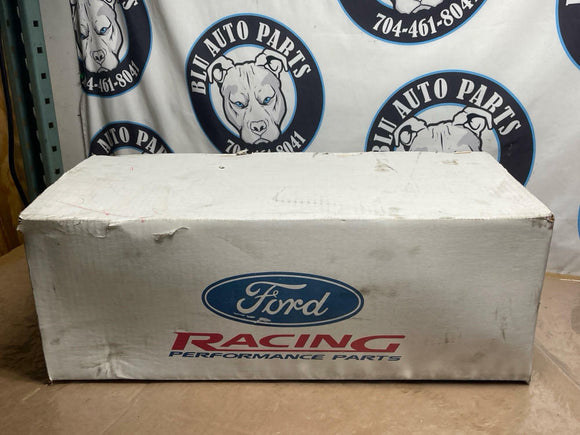 BLU AUTO PARTS
704-461-8041
704-461-8041
704-461-8041
BLU AUTO PARTS
Ford
RACING
PERFORMANCE PARTS